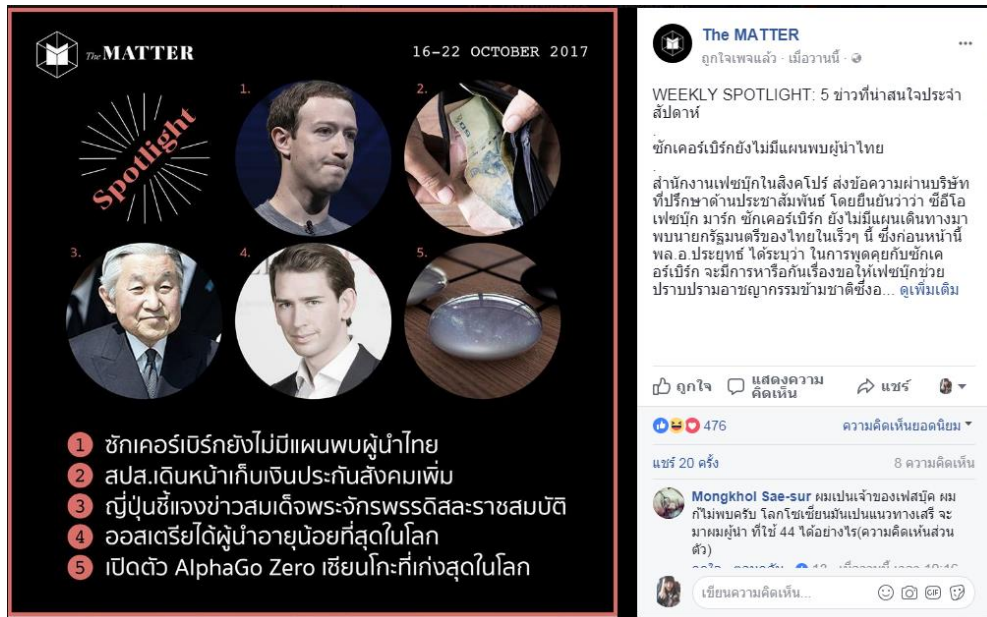 The MATTER
16-22 OCTOBER 2017
Spotlight
1.
2.
3.
4.
5.
1 ซักเคอร์เบิร์กยังไม่มีแผนพบผู้นำไทย
2 สปส.เดินหน้าเก็บเงินประกันสังคมเพิ่ม
3 ญี่ปุ่นชี้แจงข่าวสมเด็จพระจักรพรรดิสละราชสมบัติ
4 ออสเตรียได้ผู้นำอายุน้อยที่สุดในโลก
5 เปิดตัว AlphaGo Zero เซียนโกะที่เก่งสุดในโลก
The MATTER
ถูกใจเพจแล้ว · เมื่อวานนี้ ·
WEEKLY SPOTLIGHT: 5 ข่าวที่น่าสนใจประจำ
สัปดาห์
.
ซักเคอร์เบิร์กยังไม่มีแผนพบผู้นำไทย
.
สำนักงานเฟซบุ๊กในสิงคโปร์ ส่งข้อความผ่านบริษัท
ที่ปรึกษาด้านประชาสัมพันธ์ โดยยืนยันว่าว่า ซีอีโอ
เฟซบุ๊ก มาร์ก ซักเคอร์เบิร์ก ยังไม่มีแผนเดินทางมา
พบนายกรัฐมนตรีของไทยในเร็วๆ นี้ ซึ่งก่อนหน้านี้
พล.อ.ประยุทธ์ ได้ระบุว่า ในการพูดคุยกับซักเค
อร์เบิร์ก จะมีการหารือกันเรื่องขอให้เฟซบุ๊กช่วย
ปราบปรามอาชญากรรมข้ามชาติซึ่งอ... ดูเพิ่มเติม
ถูกใจ แสดงความคิดเห็น แชร์
476 ความคิดเห็นยอดนิยม
แชร์ 20 ครั้ง 8 ความคิดเห็น
Mongkhol Sae-sur ผมเปนเจ้าของเฟสบุ๊ค ผม
ก้ไม่พบครับ โลกโซเชี่ยนมันเปนแนวทางเสรี จะ
มาผมผู้นำ ที่ใช้ 44 ได้อย่างไร(ความคิดเห็นส่วน
ตัว)
เขียนความคิดเห็น...
GIF